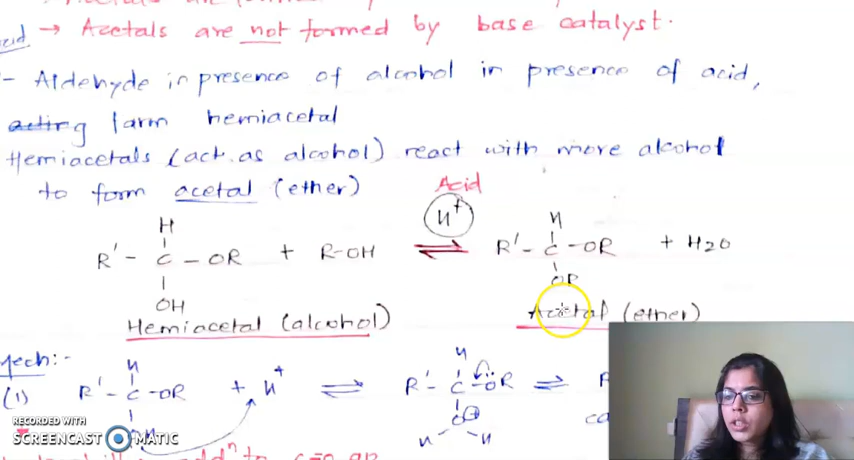 → Acetals are not formed by base catalyst.
- Aldehyde in presence of alcohol in presence of acid,
form hemiacetal
Hemiacetals (act as alcohol) react with more alcohol
to form acetal (ether)
Acid
H+
H
R' - C - OR + R-OH ⇌ R' - C - OR + H2O
OH
OR
Hemiacetal (alcohol)
Acetal (ether)
Mech:-
(1) R' - C - OR + H+ ⇌ R' - C - OR ⇌
H H
RECORDED WITH
SCREENCAST MATIC